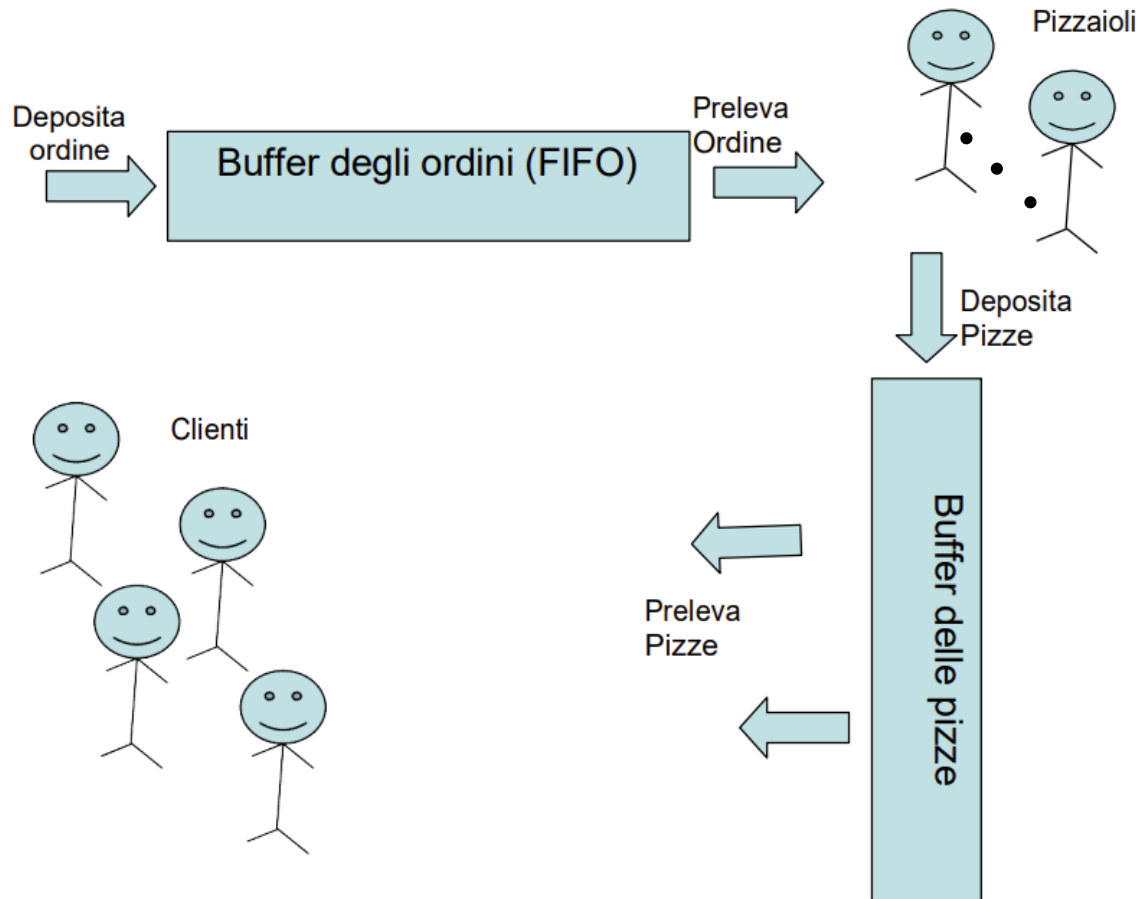 Deposita
ordine
Buffer degli ordini (FIFO)
Preleva
Ordine
Pizzaioli
Deposita
Pizze
Clienti
Preleva
Pizze
Buffer delle pizze